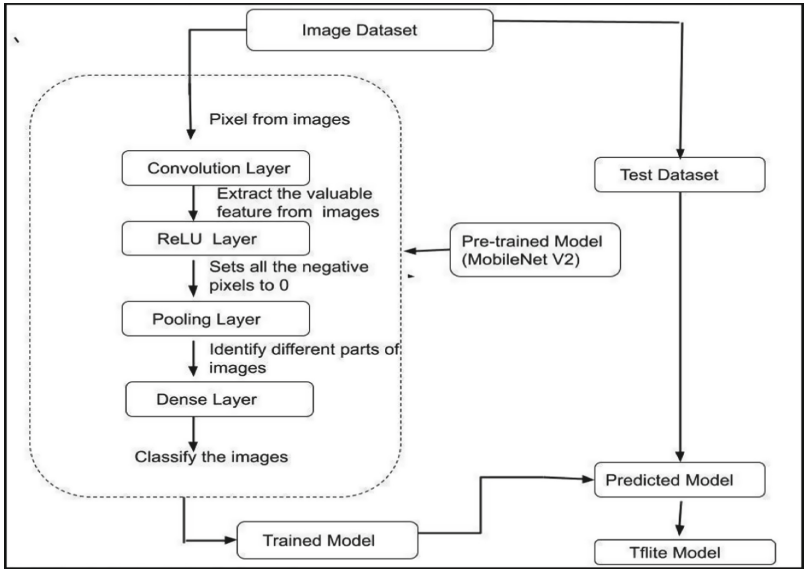 Image Dataset
Pixel from images
Convolution Layer
Extract the valuable
feature from images
ReLU Layer
Sets all the negative
pixels to 0
Pooling Layer
Identify different parts of
images
Dense Layer
Classify the images
Pre-trained Model
(MobileNet V2)
Test Dataset
Trained Model
Predicted Model
Tflite Model